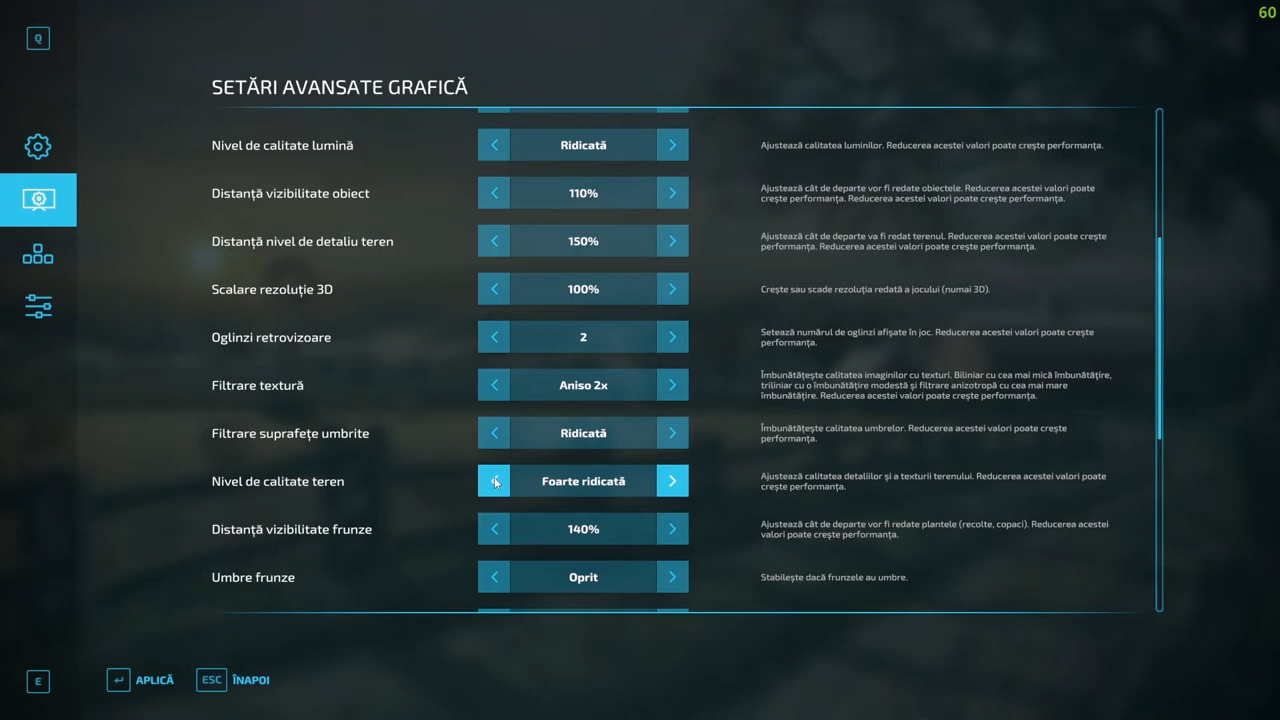 60
Q
SETĂRI AVANSATE GRAFICĂ
Nivel de calitate lumină
Ridicată
Ajustează calitatea luminilor. Reducerea acestei valori poate crește performanța.
Distanță vizibilitate obiect
110%
Ajustează cât de departe vor fi redate obiectele. Reducerea acestei valori poate
crește performanța. Reducerea acestei valori poate crește performanța.
Distanță nivel de detaliu teren
150%
Ajustează cât de departe va fi redat terenul. Reducerea acestei valori poate crește
performanța. Reducerea acestei valori poate crește performanța.
Scalare rezoluție 3D
100%
Crește sau scade rezoluția redată a jocului (numai 3D).
Oglinzi retrovizoare
2
Setează numărul de oglinzi afișate în joc. Reducerea acestei valori poate crește
performanța.
Filtrare textură
Aniso 2x
Îmbunătățește calitatea imaginilor cu texturi. Biliniar cu cea mai mică îmbunătățire,
triliniar cu o îmbunătățire modestă și filtrare anizotropă cu cea mai mare
îmbunătățire. Reducerea acestei valori poate crește performanța.
Filtrare suprafețe umbrite
Ridicată
Îmbunătățește calitatea umbrelor. Reducerea acestei valori poate crește
performanța.
Nivel de calitate teren
Foarte ridicată
Ajustează calitatea detaliilor și a texturii terenului. Reducerea acestei valori poate
crește performanța.
Distanță vizibilitate frunze
140%
Ajustează cât de departe vor fi redate plantele (recolte, copaci). Reducerea acestei
valori poate crește performanța.
Umbre frunze
Oprit
Stabilește dacă frunzele au umbre.
E
APLICĂ
ESC
ÎNAPOI